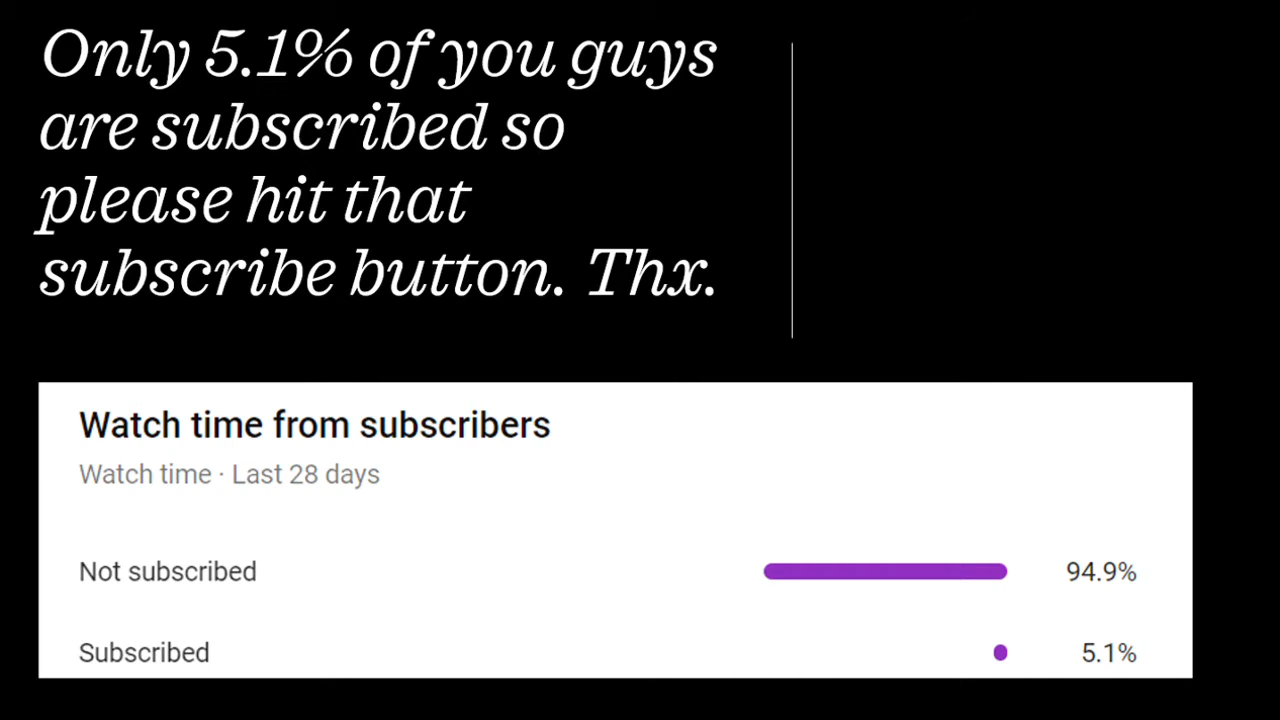 Only 5.1% of you guys
are subscribed so
please hit that
subscribe button. Thx.
Watch time from subscribers
Watch time · Last 28 days
Not subscribed 94.9%
Subscribed 5.1%